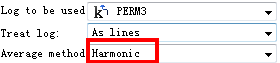 Log to be used PERM3
Treat log: As lines
Average method Harmonic